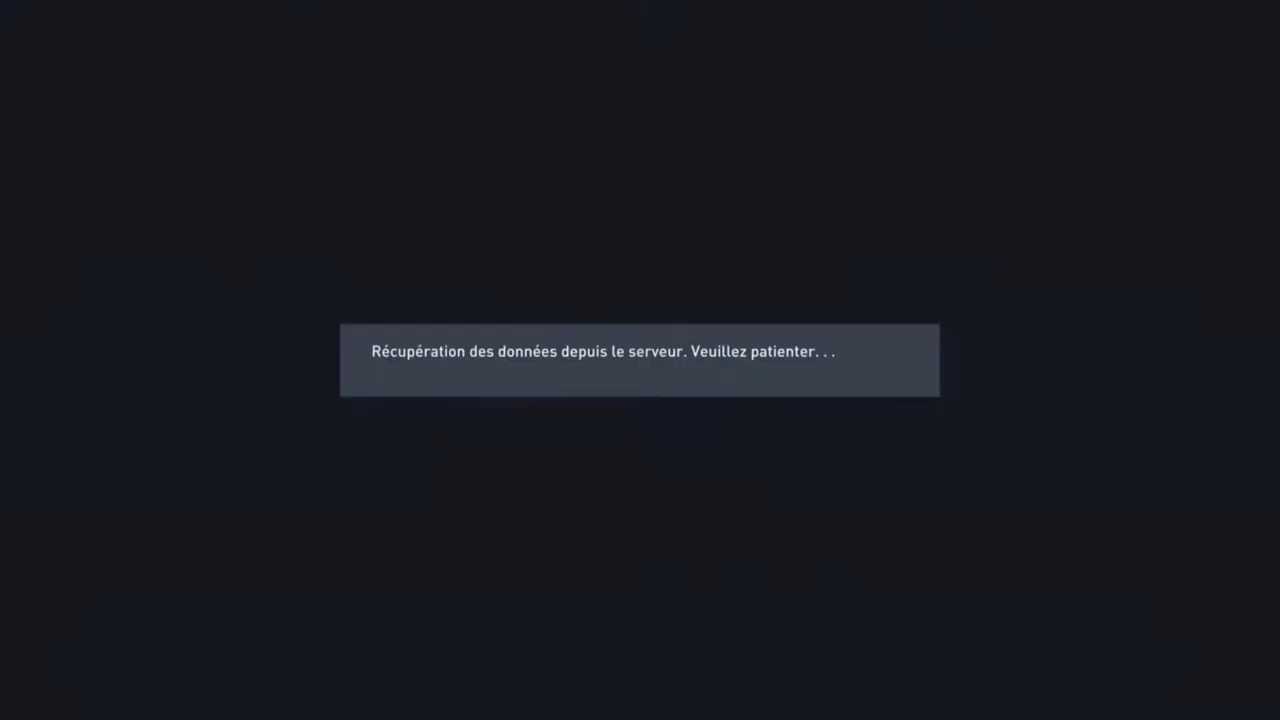 Récupération des données depuis le serveur. Veuillez patienter. . .